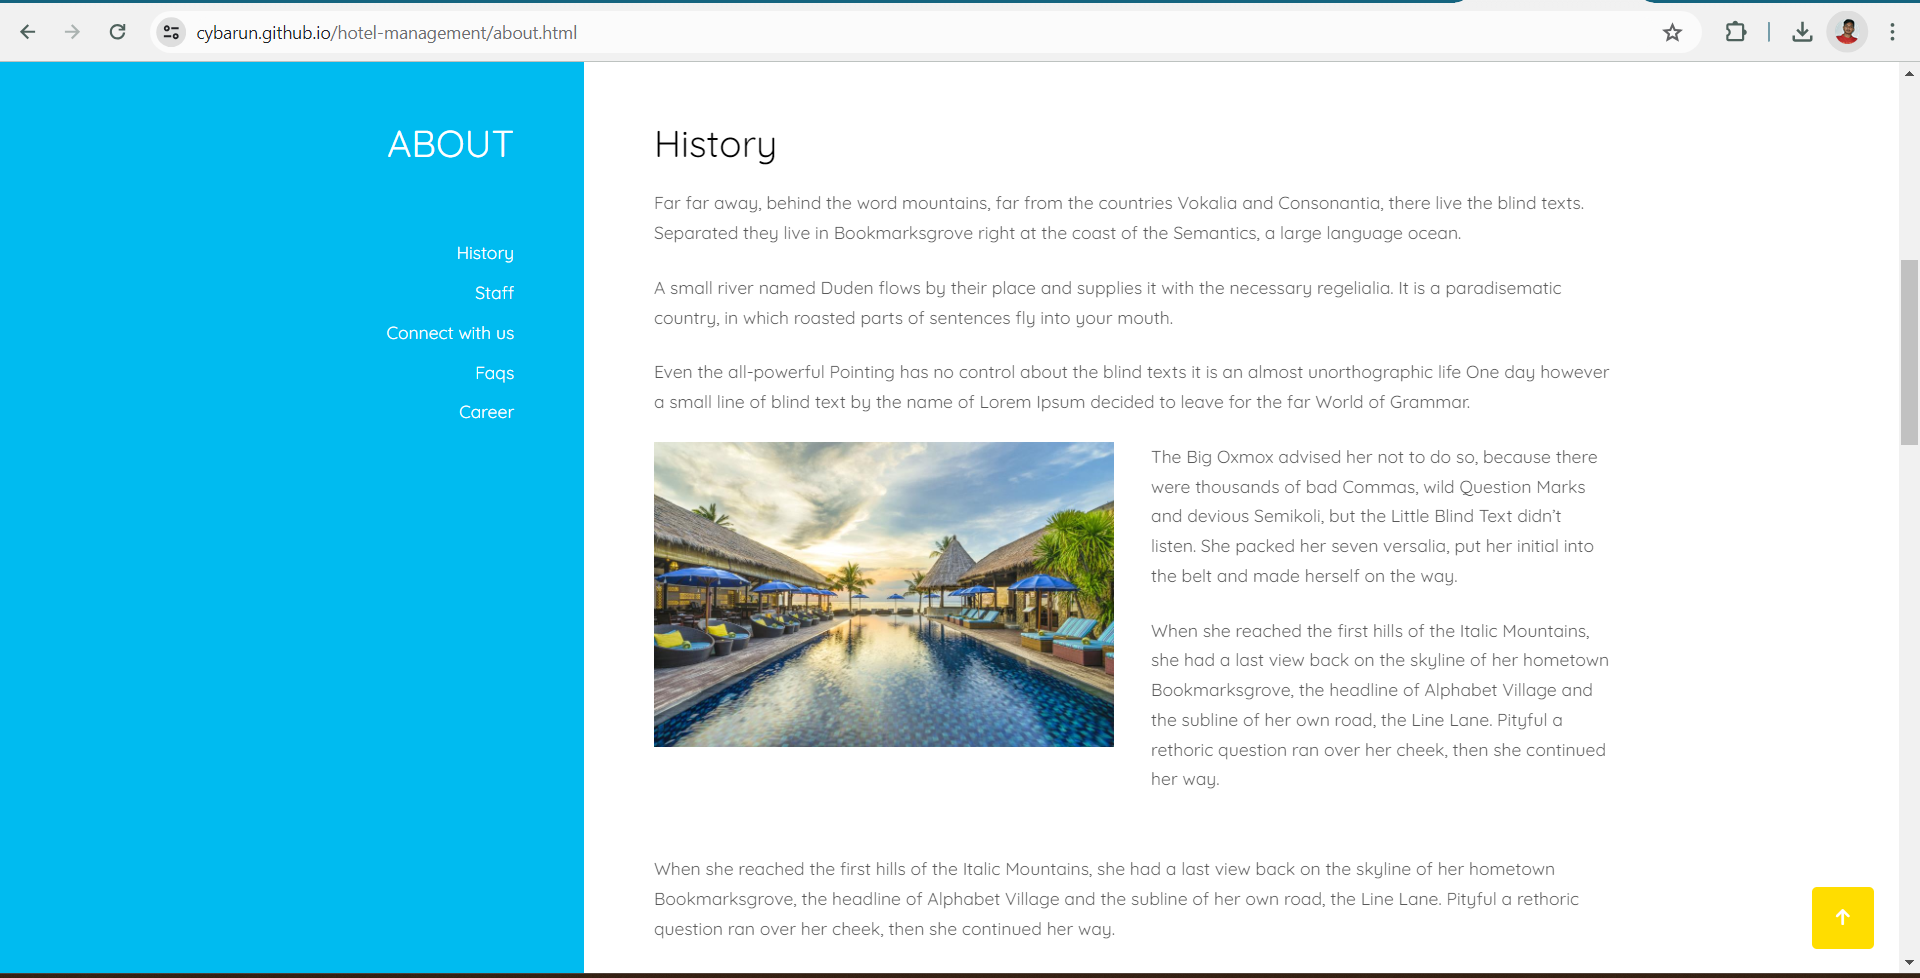 cybarun.github.io/hotel-management/about.html
ABOUT
History
Staff
Connect with us
Faqs
Career
History
Far far away, behind the word mountains, far from the countries Vokalia and Consonantia, there live the blind texts.
Separated they live in Bookmarksgrove right at the coast of the Semantics, a large language ocean.
A small river named Duden flows by their place and supplies it with the necessary regelialia. It is a paradisematic
country, in which roasted parts of sentences fly into your mouth.
Even the all-powerful Pointing has no control about the blind texts it is an almost unorthographic life One day however
a small line of blind text by the name of Lorem Ipsum decided to leave for the far World of Grammar.
The Big Oxmox advised her not to do so, because there
were thousands of bad Commas, wild Question Marks
and devious Semikoli, but the Little Blind Text didn’t
listen. She packed her seven versalia, put her initial into
the belt and made herself on the way.
When she reached the first hills of the Italic Mountains,
she had a last view back on the skyline of her hometown
Bookmarksgrove, the headline of Alphabet Village and
the subline of her own road, the Line Lane. Pityful a
rethoric question ran over her cheek, then she continued
her way.
When she reached the first hills of the Italic Mountains, she had a last view back on the skyline of her hometown
Bookmarksgrove, the headline of Alphabet Village and the subline of her own road, the Line Lane. Pityful a rethoric
question ran over her cheek, then she continued her way.